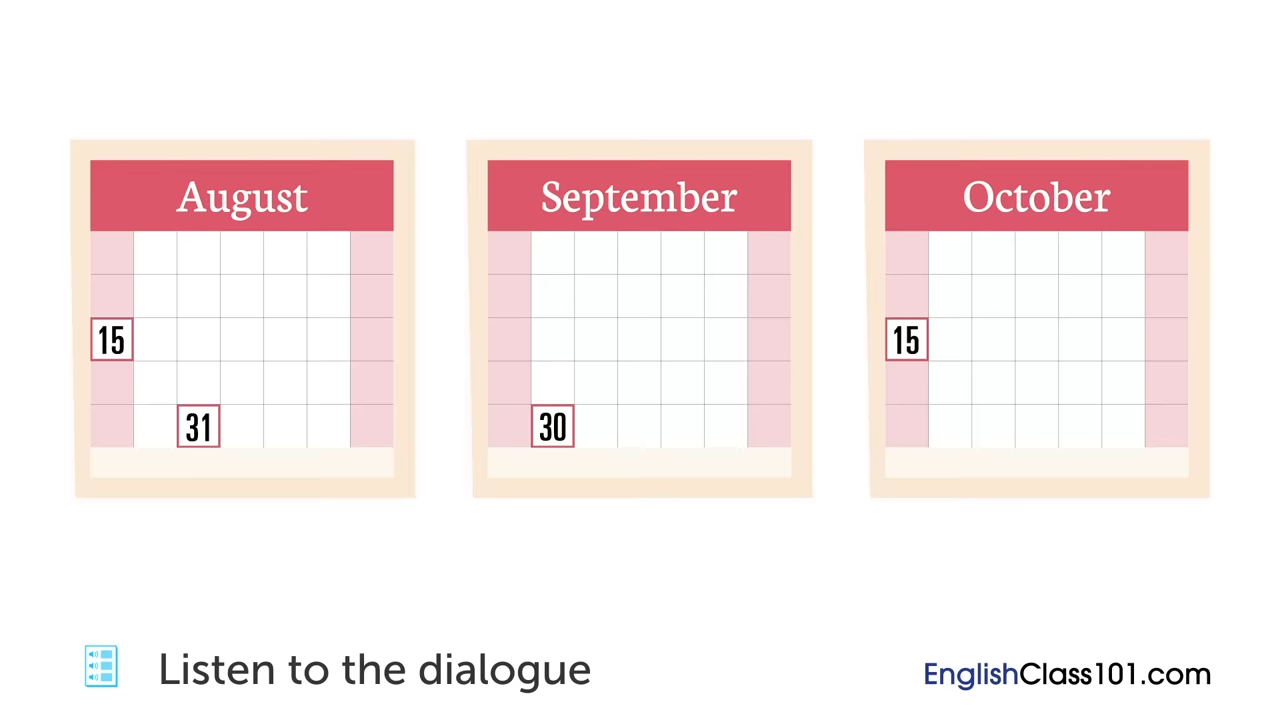 August
15
31
September
30
October
15
Listen to the dialogue
EnglishClass101.com